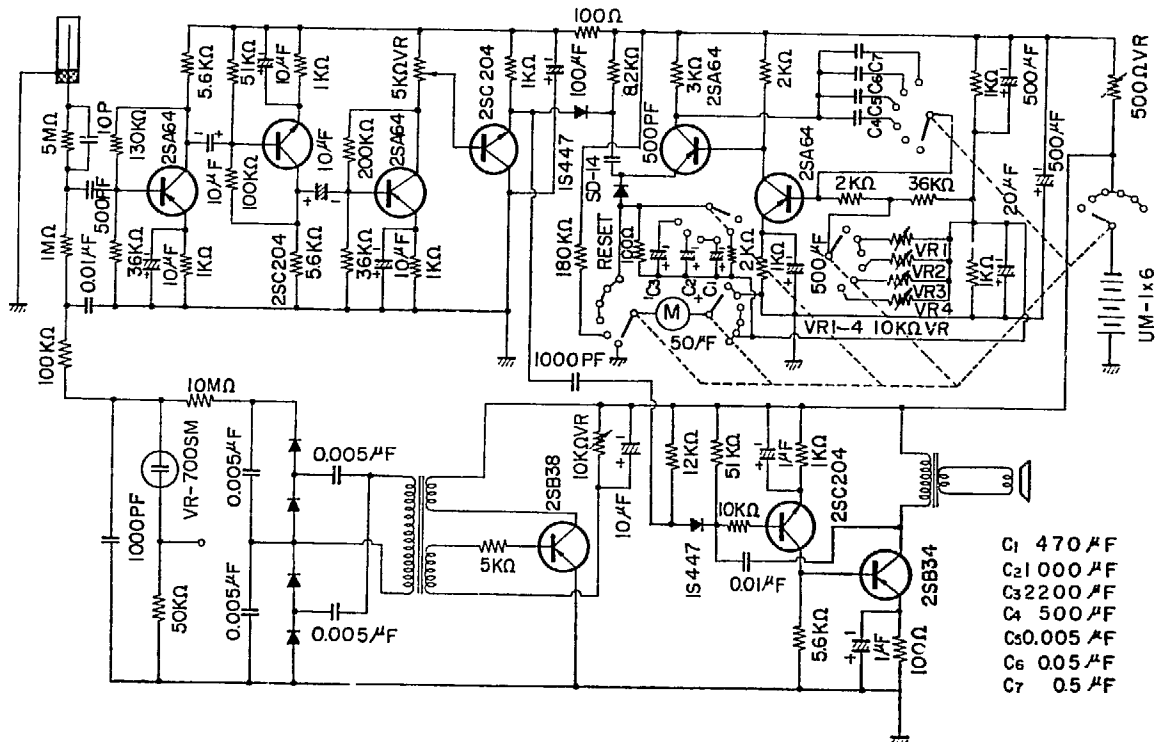 100Ω
5.6KΩ
51KΩ
10μF
1KΩ
5KΩVR
2SC204
1KΩ
100μF
8.2KΩ
3KΩ
2SA64
2KΩ
C4 C5 C6 C7
1KΩ
500μF
500ΩVR
5MΩ
10P
130KΩ
2SA64
10μF
100KΩ
10μF
200KΩ
2SA64
1S447
500PF
SD-14
2SA64
500μF
1MΩ
500PF
0.01μF
36KΩ
10μF
1KΩ
2SC204
5.6KΩ
36KΩ
10μF
1KΩ
180KΩ
RESET
100Ω
C3
C2
C1
2KΩ
1KΩ
500μF
2KΩ
36KΩ
20μF
VR1
VR2
VR3
VR4
1KΩ
M
50μF
VR1-4 10KΩVR
UM-1x6
100KΩ
1000PF
10MΩ
VR-700SM
1000PF
50KΩ
0.005μF
0.005μF
0.005μF
0.005μF
5KΩ
2SB38
10KΩVR
10μF
12KΩ
51KΩ
1μF
1KΩ
2SC204
10KΩ
1S447
0.01μF
5.6KΩ
1μF
100Ω
2SB34
C1 470μF
C2 1000μF
C3 2200μF
C4 500μF
C5 0.005μF
C6 0.05μF
C7 0.5μF